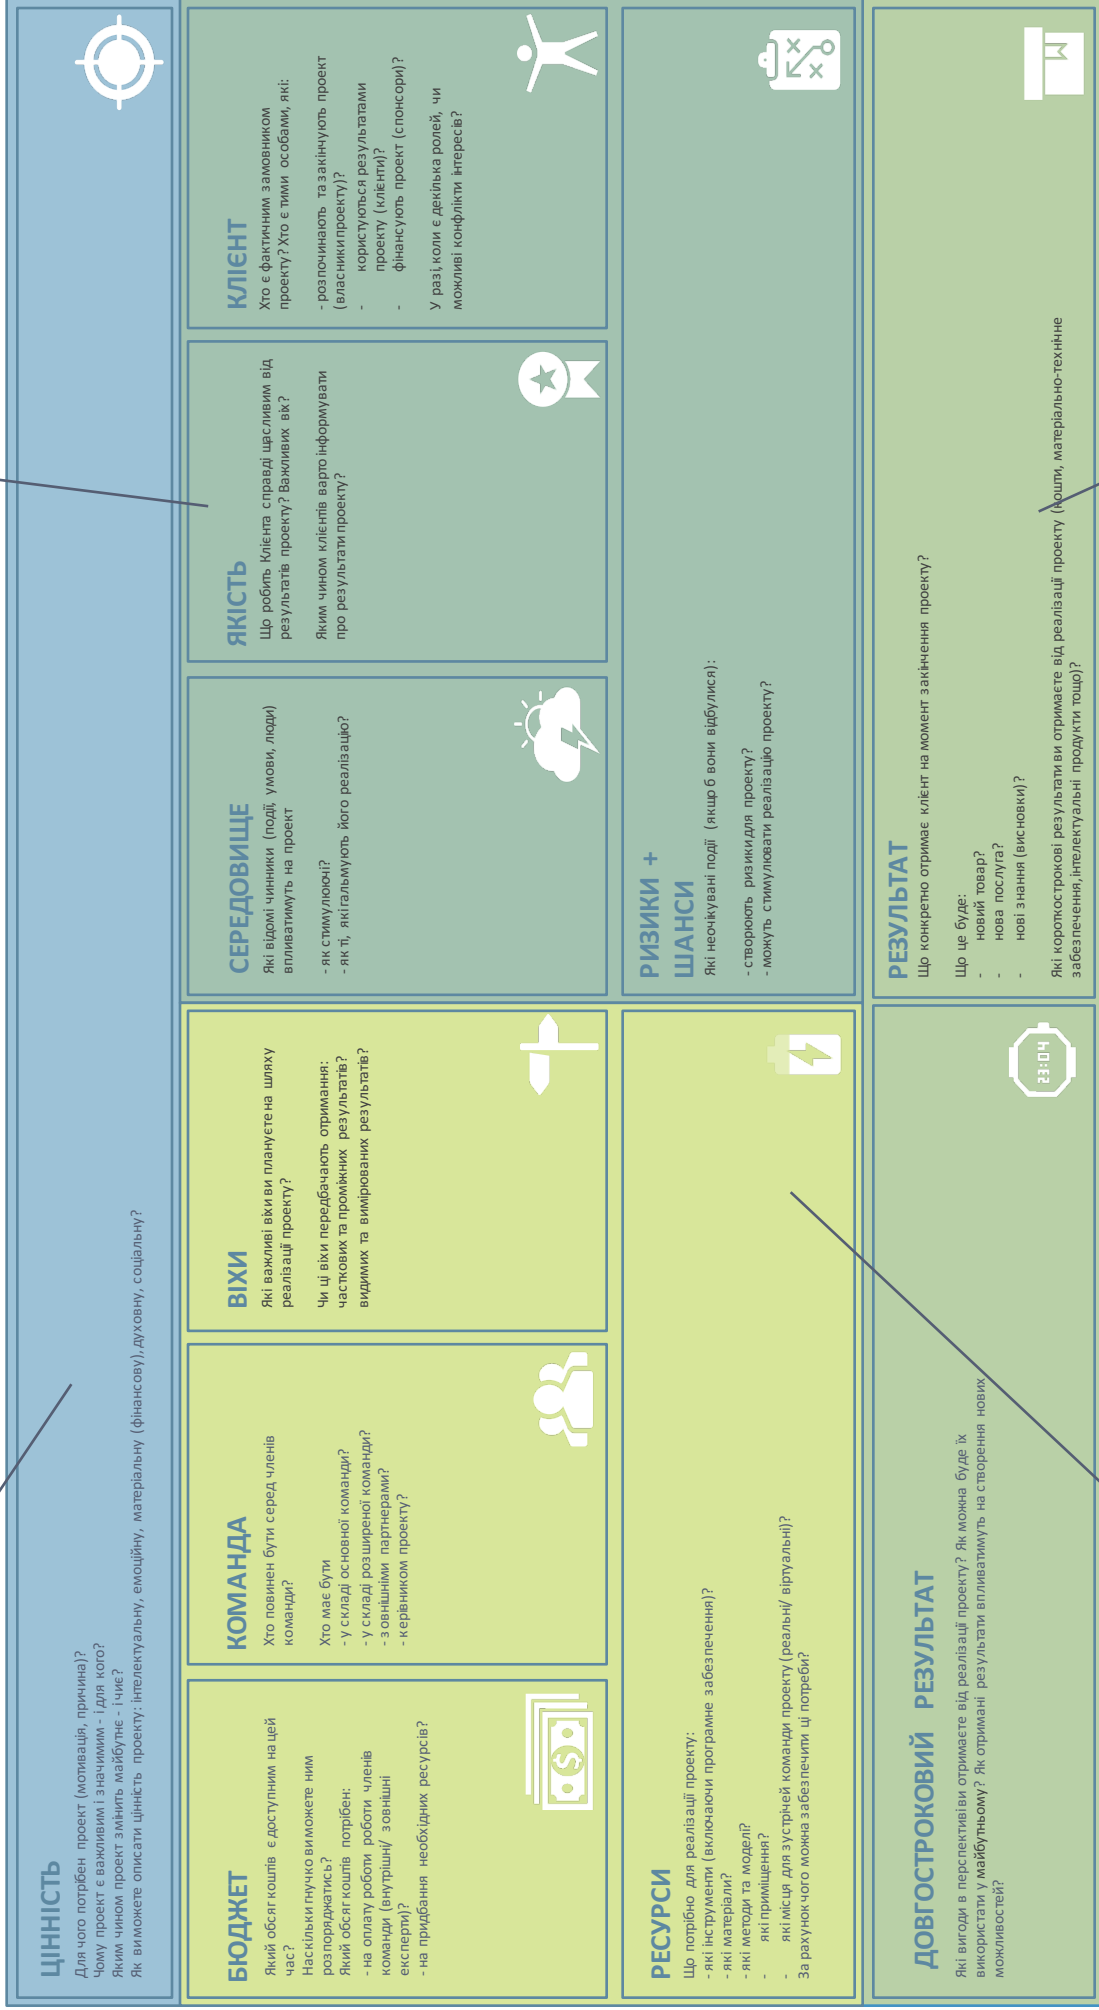 ЦІННІСТЬ
Для чого потрібен проект (мотивація, причина)?
Чому проект є важливим і значимим - і для кого?
Яким чином проект змінить майбутнє - і чиє?
Як ви можете описати цінність проекту: інтелектуальну, емоційну, матеріальну (фінансову), духовну, соціальну?
БЮДЖЕТ
Який обсяг коштів є доступним на цей
час?
Наскільки гнучко ви можете ним
розпоряджатись?
Який обсяг коштів потрібен:
- на оплату роботи роботи членів
команди (внутрішні/ зовнішні
експерти)?
- на придбання необхідних ресурсів?
КОМАНДА
Хто повинен бути серед членів
команди?
Хто має бути
- у складі основної команди?
- у складі розширеної команди?
- зовнішніми партнерами?
- керівником проекту?
ВІХИ
Які важливі віхи ви плануєте на шляху
реалізації проекту?
Чи ці віхи передбачають отримання:
часткових та проміжних результатів?
видимих та вимірюваних результатів?
СЕРЕДОВИЩЕ
Які відомі чинники (події, умови, люди)
впливатимуть на проект
- як стимулюючі?
- як ті, які гальмують його реалізацію?
ЯКІСТЬ
Що робить Клієнта справді щасливим від
результатів проекту? Важливих віх?
Яким чином клієнтів варто інформувати
про результати проекту?
КЛІЄНТ
Хто є фактичним замовником
проекту? Хто є тими особами, які:
- розпочинають та закінчують проект
(власники проекту)?
- користуються результатами
проекту (клієнти)?
- фінансують проект (спонсори)?
У разі, коли є декілька ролей, чи
можливі конфлікти інтересів?
РЕСУРСИ
Що потрібно для реалізації проекту:
- які інструменти (включаючи програмне забезпечення)?
- які матеріали?
- які методи та моделі?
- які приміщення?
- які місця для зустрічей команди проекту (реальні/ віртуальні)?
За рахунок чого можна забезпечити ці потреби?
РИЗИКИ +
ШАНСИ
Які неочікувані події (якщо б вони відбулися):
- створюють ризики для проекту?
- можуть стимулювати реалізацію проекту?
ДОВГОСТРОКОВИЙ РЕЗУЛЬТАТ
Які вигоди в перспективі ви отримаєте від реалізації проекту? Як можна буде їх
використати у майбутньому? Як отримані результати впливатимуть на створення нових
можливостей?
23:04
РЕЗУЛЬТАТ
Що конкретно отримає клієнт на момент закінчення проекту?
Що це буде:
- новий товар?
- нова послуга?
- нові знання (висновки)?
Які короткострокові результати ви отримаєте від реалізації проекту (кошти, матеріально-технічне
забезпечення, інтелектуальні продукти тощо)?